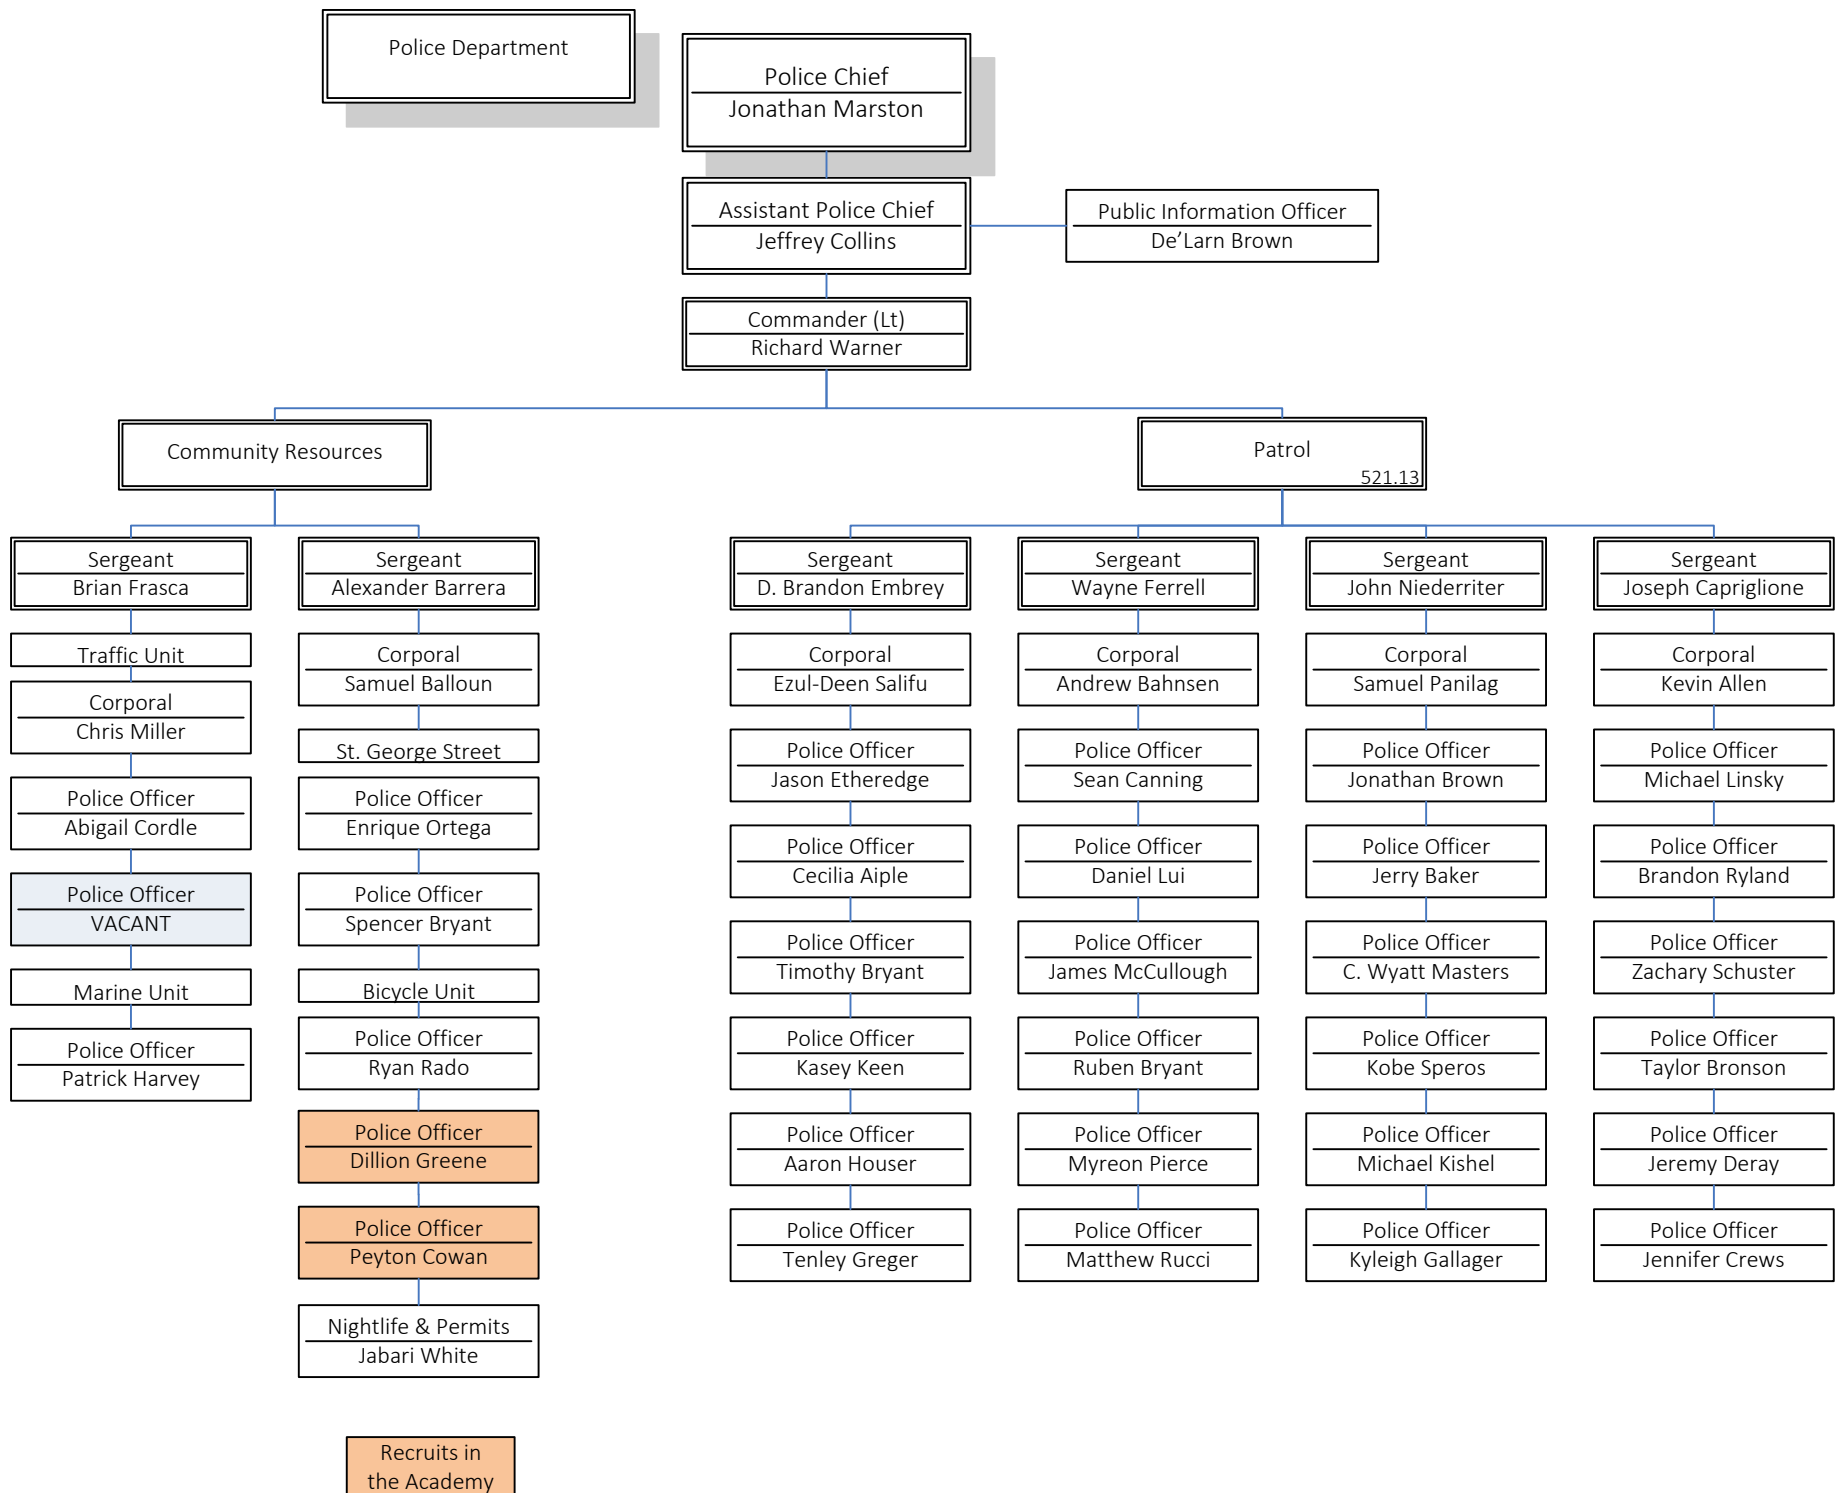 Police Department
Police Chief
Jonathan Marston
Assistant Police Chief
Jeffrey Collins
Public Information Officer
De’Larn Brown
Commander (Lt)
Richard Warner
Community Resources
Patrol
521.13
Sergeant
Brian Frasca
Traffic Unit
Corporal
Chris Miller
Police Officer
Abigail Cordle
Police Officer
VACANT
Marine Unit
Police Officer
Patrick Harvey
Sergeant
Alexander Barrera
Corporal
Samuel Balloun
St. George Street
Police Officer
Enrique Ortega
Police Officer
Spencer Bryant
Bicycle Unit
Police Officer
Ryan Rado
Police Officer
Dillion Greene
Police Officer
Peyton Cowan
Nightlife & Permits
Jabari White
Sergeant
D. Brandon Embrey
Corporal
Ezul-Deen Salifu
Police Officer
Jason Etheredge
Police Officer
Cecilia Aiple
Police Officer
Timothy Bryant
Police Officer
Kasey Keen
Police Officer
Aaron Houser
Police Officer
Tenley Greger
Sergeant
Wayne Ferrell
Corporal
Andrew Bahnsen
Police Officer
Sean Canning
Police Officer
Daniel Lui
Police Officer
James McCullough
Police Officer
Ruben Bryant
Police Officer
Myreon Pierce
Police Officer
Matthew Rucci
Sergeant
John Niederriter
Corporal
Samuel Panilag
Police Officer
Jonathan Brown
Police Officer
Jerry Baker
Police Officer
C. Wyatt Masters
Police Officer
Kobe Speros
Police Officer
Michael Kishel
Police Officer
Kyleigh Gallager
Sergeant
Joseph Capriglione
Corporal
Kevin Allen
Police Officer
Michael Linsky
Police Officer
Brandon Ryland
Police Officer
Zachary Schuster
Police Officer
Taylor Bronson
Police Officer
Jeremy Deray
Police Officer
Jennifer Crews
Recruits in
the Academy